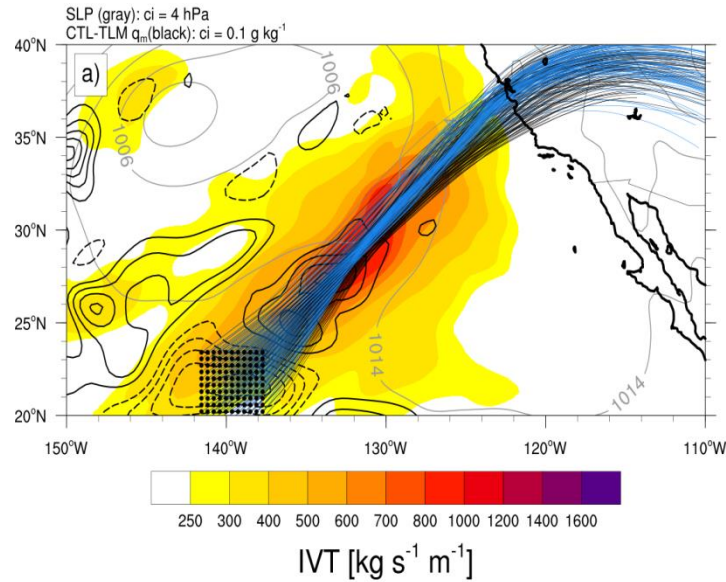 SLP (gray): ci = 4 hPa
CTL-TLM qₘ(black): ci = 0.1 g kg⁻¹
40°N
a)
1006
1006
35°N
30°N
25°N
1014
1014
20°N
150°W 140°W 130°W 120°W 110°W
250 300 400 600 700 800 1000 1200 1400 1600
IVT [kg s⁻¹ m⁻¹]